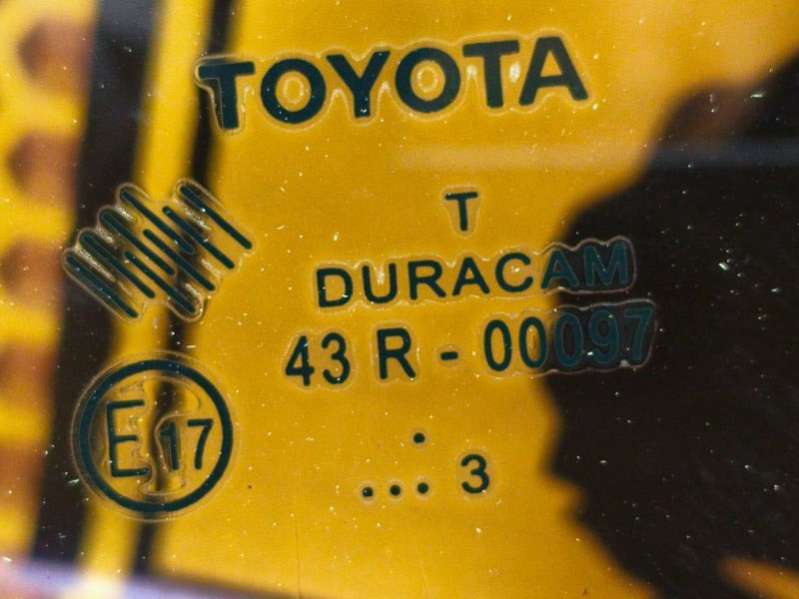 TOYOTA
T
DURACAM
43 R - 00097
E 17
.
... 3